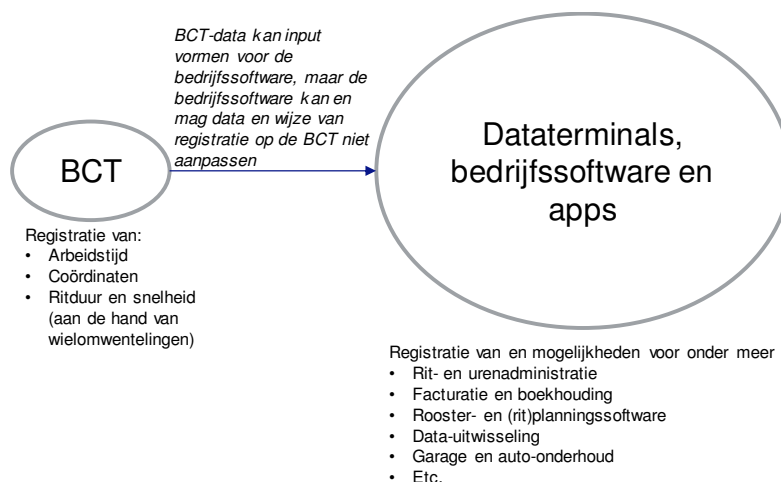 BCT-data kan input
vormen voor de
bedrijfssoftware, maar de
bedrijfssoftware kan en
mag data en wijze van
registratie op de BCT niet
aanpassen
BCT
Dataterminals,
bedrijfssoftware en
apps
Registratie van:
• Arbeidstijd
• Coördinaten
• Ritduur en snelheid
(aan de hand van
wielomwentelingen)
Registratie van en mogelijkheden voor onder meer
• Rit- en urenadministratie
• Facturatie en boekhouding
• Rooster- en (rit)planningssoftware
• Data-uitwisseling
• Garage en auto-onderhoud
• Etc.